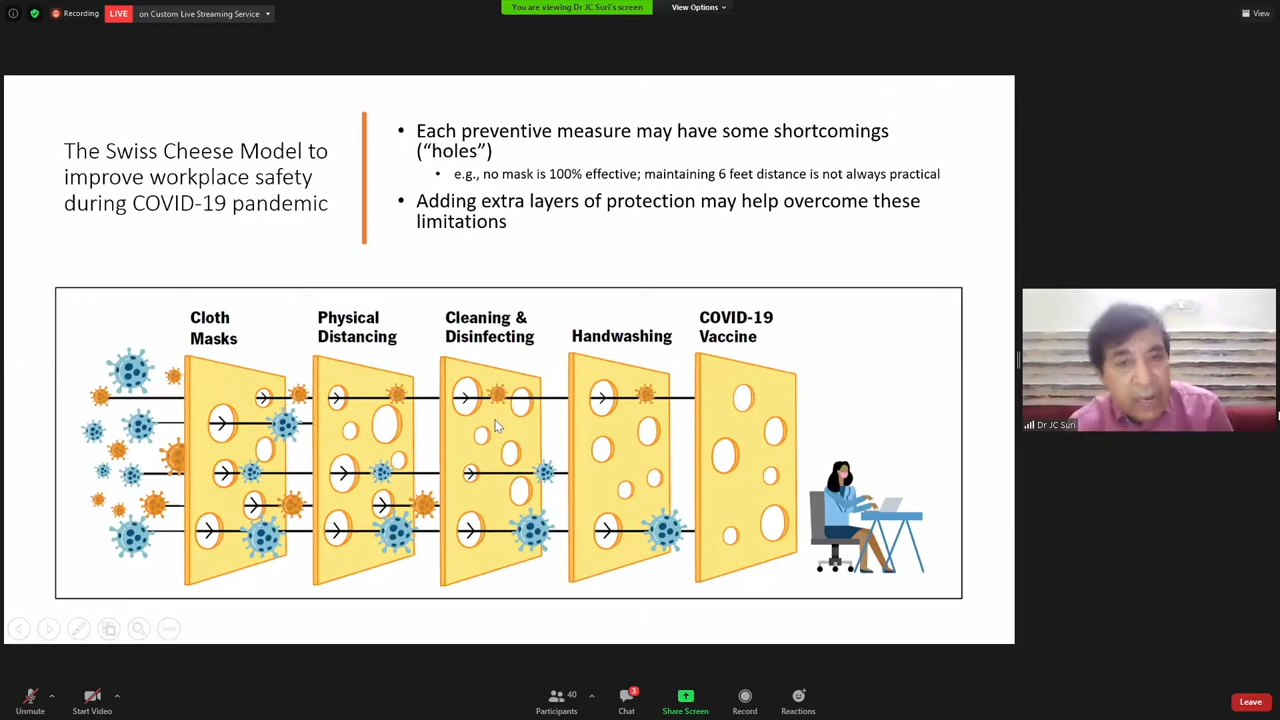 Recording
LIVE
on Custom Live Streaming Service
You are viewing Dr JC Suri's screen
View Options
View
The Swiss Cheese Model to
improve workplace safety
during COVID-19 pandemic
• Each preventive measure may have some shortcomings
(“holes”)
• e.g., no mask is 100% effective; maintaining 6 feet distance is not always practical
• Adding extra layers of protection may help overcome these
limitations
Cloth
Masks
Physical
Distancing
Cleaning &
Disinfecting
Handwashing
COVID-19
Vaccine
Dr JC Suri
Unmute
Start Video
40
Participants
3
Chat
Share Screen
Record
Reactions
Leave